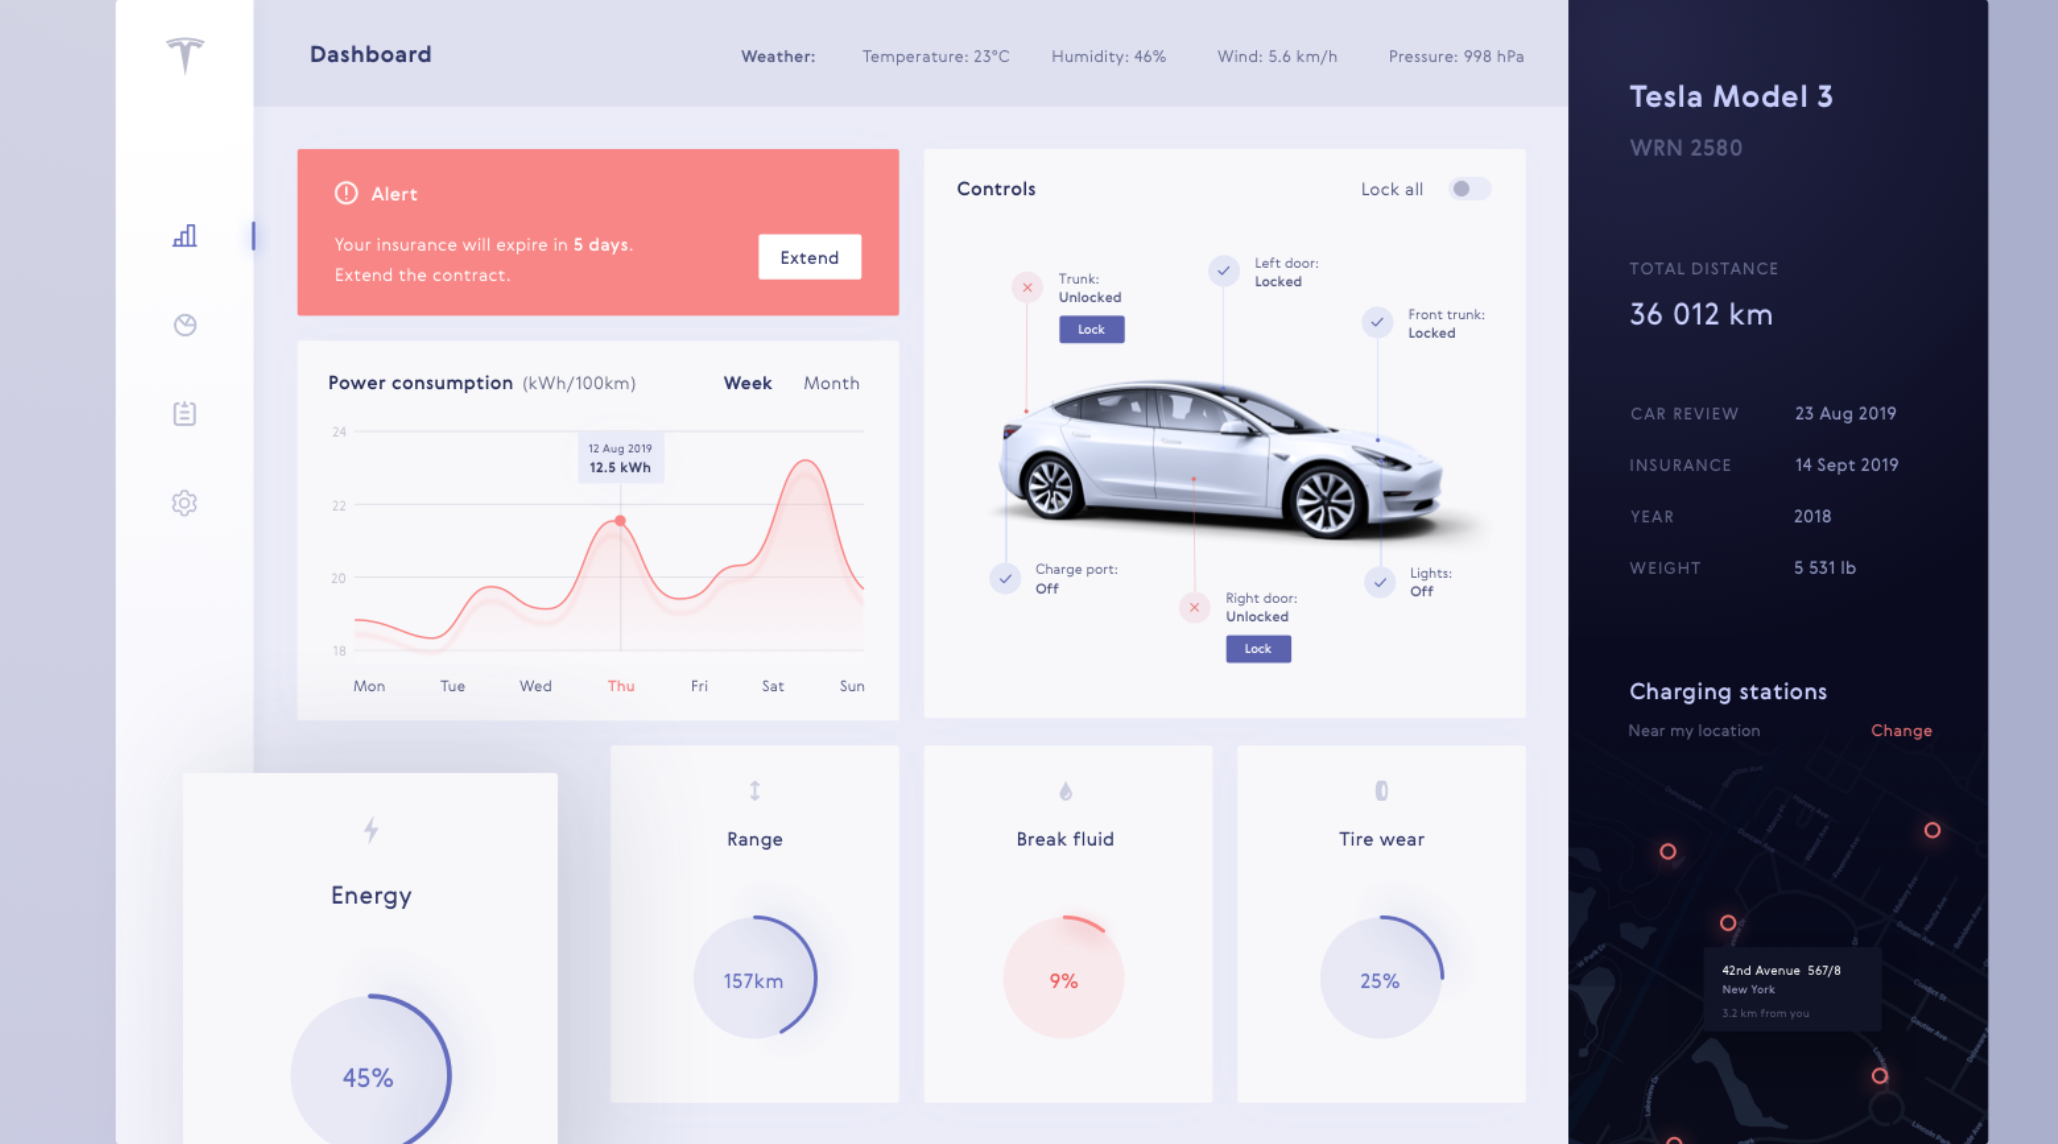 Dashboard
Weather: Temperature: 23°C Humidity: 46% Wind: 5.6 km/h Pressure: 998 hPa
Alert
Your insurance will expire in 5 days.
Extend the contract.
Extend
Power consumption (kWh/100km) Week Month
24
22
20
18
12 Aug 2019
12.5 kWh
Mon Tue Wed Thu Fri Sat Sun
Controls
Lock all
Trunk:
Unlocked
Lock
Left door:
Locked
Front trunk:
Locked
Charge port:
Off
Right door:
Unlocked
Lock
Lights:
Off
Energy
45%
Range
157km
Break fluid
9%
Tire wear
25%
Tesla Model 3
WRN 2580
TOTAL DISTANCE
36 012 km
CAR REVIEW 23 Aug 2019
INSURANCE 14 Sept 2019
YEAR 2018
WEIGHT 5 531 lb
Charging stations
Near my location Change
42nd Avenue 567/8
New York
3.2 km from you